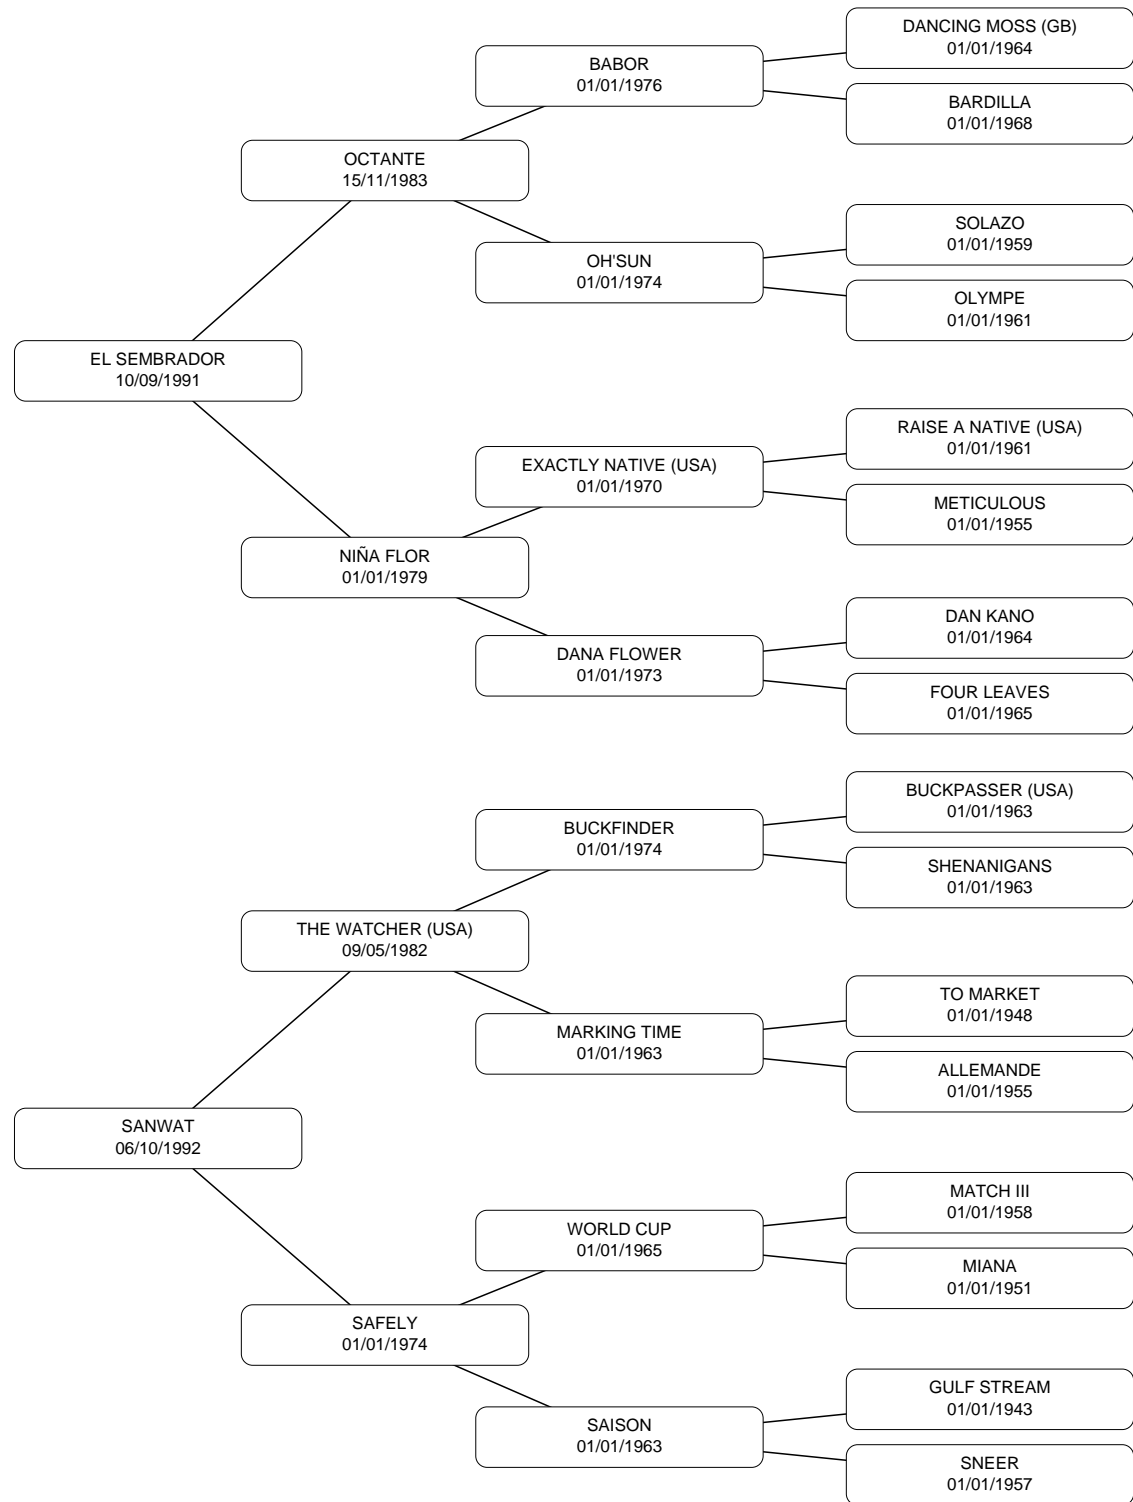 DANCING MOSS (GB)
01/01/1964
BABOR
01/01/1976
BARDILLA
01/01/1968
OCTANTE
15/11/1983
SOLAZO
01/01/1959
OH'SUN
01/01/1974
OLYMPE
01/01/1961
EL SEMBRADOR
10/09/1991
RAISE A NATIVE (USA)
01/01/1961
EXACTLY NATIVE (USA)
01/01/1970
METICULOUS
01/01/1955
NIÑA FLOR
01/01/1979
DAN KANO
01/01/1964
DANA FLOWER
01/01/1973
FOUR LEAVES
01/01/1965
BUCKPASSER (USA)
01/01/1963
BUCKFINDER
01/01/1974
SHENANIGANS
01/01/1963
THE WATCHER (USA)
09/05/1982
TO MARKET
01/01/1948
MARKING TIME
01/01/1963
ALLEMANDE
01/01/1955
SANWAT
06/10/1992
MATCH III
01/01/1958
WORLD CUP
01/01/1965
MIANA
01/01/1951
SAFELY
01/01/1974
GULF STREAM
01/01/1943
SAISON
01/01/1963
SNEER
01/01/1957